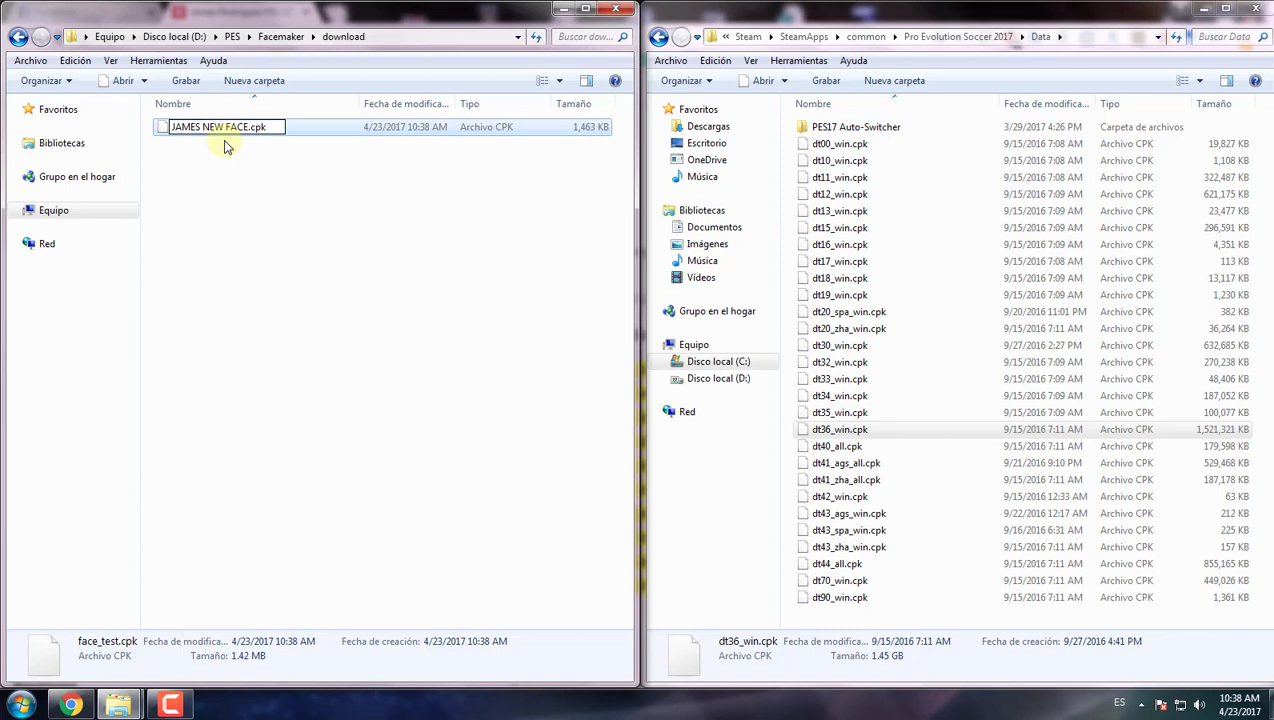 Equipo ▸ Disco local (D:) ▸ PES ▸ Facemaker ▸ download
Buscar dow...
Archivo Edición Ver Herramientas Ayuda
Organizar Abrir Grabar Nueva carpeta
Nombre Fecha de modifica... Tipo Tamaño
Favoritos
Bibliotecas
Grupo en el hogar
Equipo
Red
JAMES NEW FACE.cpk 4/23/2017 10:38 AM Archivo CPK 1,463 KB
face_test.cpk Fecha de modifica... 4/23/2017 10:38 AM Fecha de creación: 4/23/2017 10:38 AM
Archivo CPK Tamaño: 1.42 MB
Steam ▸ SteamApps ▸ common ▸ Pro Evolution Soccer 2017 ▸ Data ▸
Buscar Data
Archivo Edición Ver Herramientas Ayuda
Organizar Abrir Grabar Nueva carpeta
Nombre Fecha de modifica... Tipo Tamaño
Favoritos
Descargas
Escritorio
OneDrive
Música
Bibliotecas
Documentos
Imágenes
Música
Vídeos
Grupo en el hogar
Equipo
Disco local (C:)
Disco local (D:)
Red
PES17 Auto-Switcher 3/29/2017 4:26 PM Carpeta de archivos
dt00_win.cpk 9/15/2016 7:08 AM Archivo CPK 19,827 KB
dt10_win.cpk 9/15/2016 7:08 AM Archivo CPK 1,108 KB
dt11_win.cpk 9/15/2016 7:08 AM Archivo CPK 322,487 KB
dt12_win.cpk 9/15/2016 7:08 AM Archivo CPK 621,175 KB
dt13_win.cpk 9/15/2016 7:09 AM Archivo CPK 23,477 KB
dt15_win.cpk 9/15/2016 7:09 AM Archivo CPK 296,591 KB
dt16_win.cpk 9/15/2016 7:09 AM Archivo CPK 4,351 KB
dt17_win.cpk 9/15/2016 7:08 AM Archivo CPK 113 KB
dt18_win.cpk 9/15/2016 7:09 AM Archivo CPK 13,117 KB
dt19_win.cpk 9/15/2016 7:09 AM Archivo CPK 1,230 KB
dt20_spa_win.cpk 9/20/2016 11:01 PM Archivo CPK 382 KB
dt20_zha_win.cpk 9/15/2016 7:11 AM Archivo CPK 36,264 KB
dt30_win.cpk 9/27/2016 2:27 PM Archivo CPK 632,685 KB
dt32_win.cpk 9/15/2016 7:09 AM Archivo CPK 270,238 KB
dt33_win.cpk 9/15/2016 7:09 AM Archivo CPK 48,406 KB
dt34_win.cpk 9/15/2016 7:09 AM Archivo CPK 187,052 KB
dt35_win.cpk 9/15/2016 7:09 AM Archivo CPK 100,077 KB
dt36_win.cpk 9/15/2016 7:11 AM Archivo CPK 1,521,321 KB
dt40_all.cpk 9/15/2016 7:11 AM Archivo CPK 179,598 KB
dt41_ags_all.cpk 9/21/2016 9:10 PM Archivo CPK 529,468 KB
dt41_zha_all.cpk 9/15/2016 7:11 AM Archivo CPK 187,178 KB
dt42_win.cpk 9/15/2016 12:33 AM Archivo CPK 63 KB
dt43_ags_win.cpk 9/22/2016 12:17 AM Archivo CPK 212 KB
dt43_spa_win.cpk 9/16/2016 6:31 AM Archivo CPK 225 KB
dt43_zha_win.cpk 9/15/2016 7:11 AM Archivo CPK 157 KB
dt44_all.cpk 9/15/2016 7:11 AM Archivo CPK 855,165 KB
dt70_win.cpk 9/15/2016 7:11 AM Archivo CPK 449,026 KB
dt90_win.cpk 9/15/2016 7:11 AM Archivo CPK 1,361 KB
dt36_win.cpk Fecha de modifica... 9/15/2016 7:11 AM Fecha de creación: 9/27/2016 4:41 PM
Archivo CPK Tamaño: 1.45 GB
ES
10:38 AM
4/23/2017